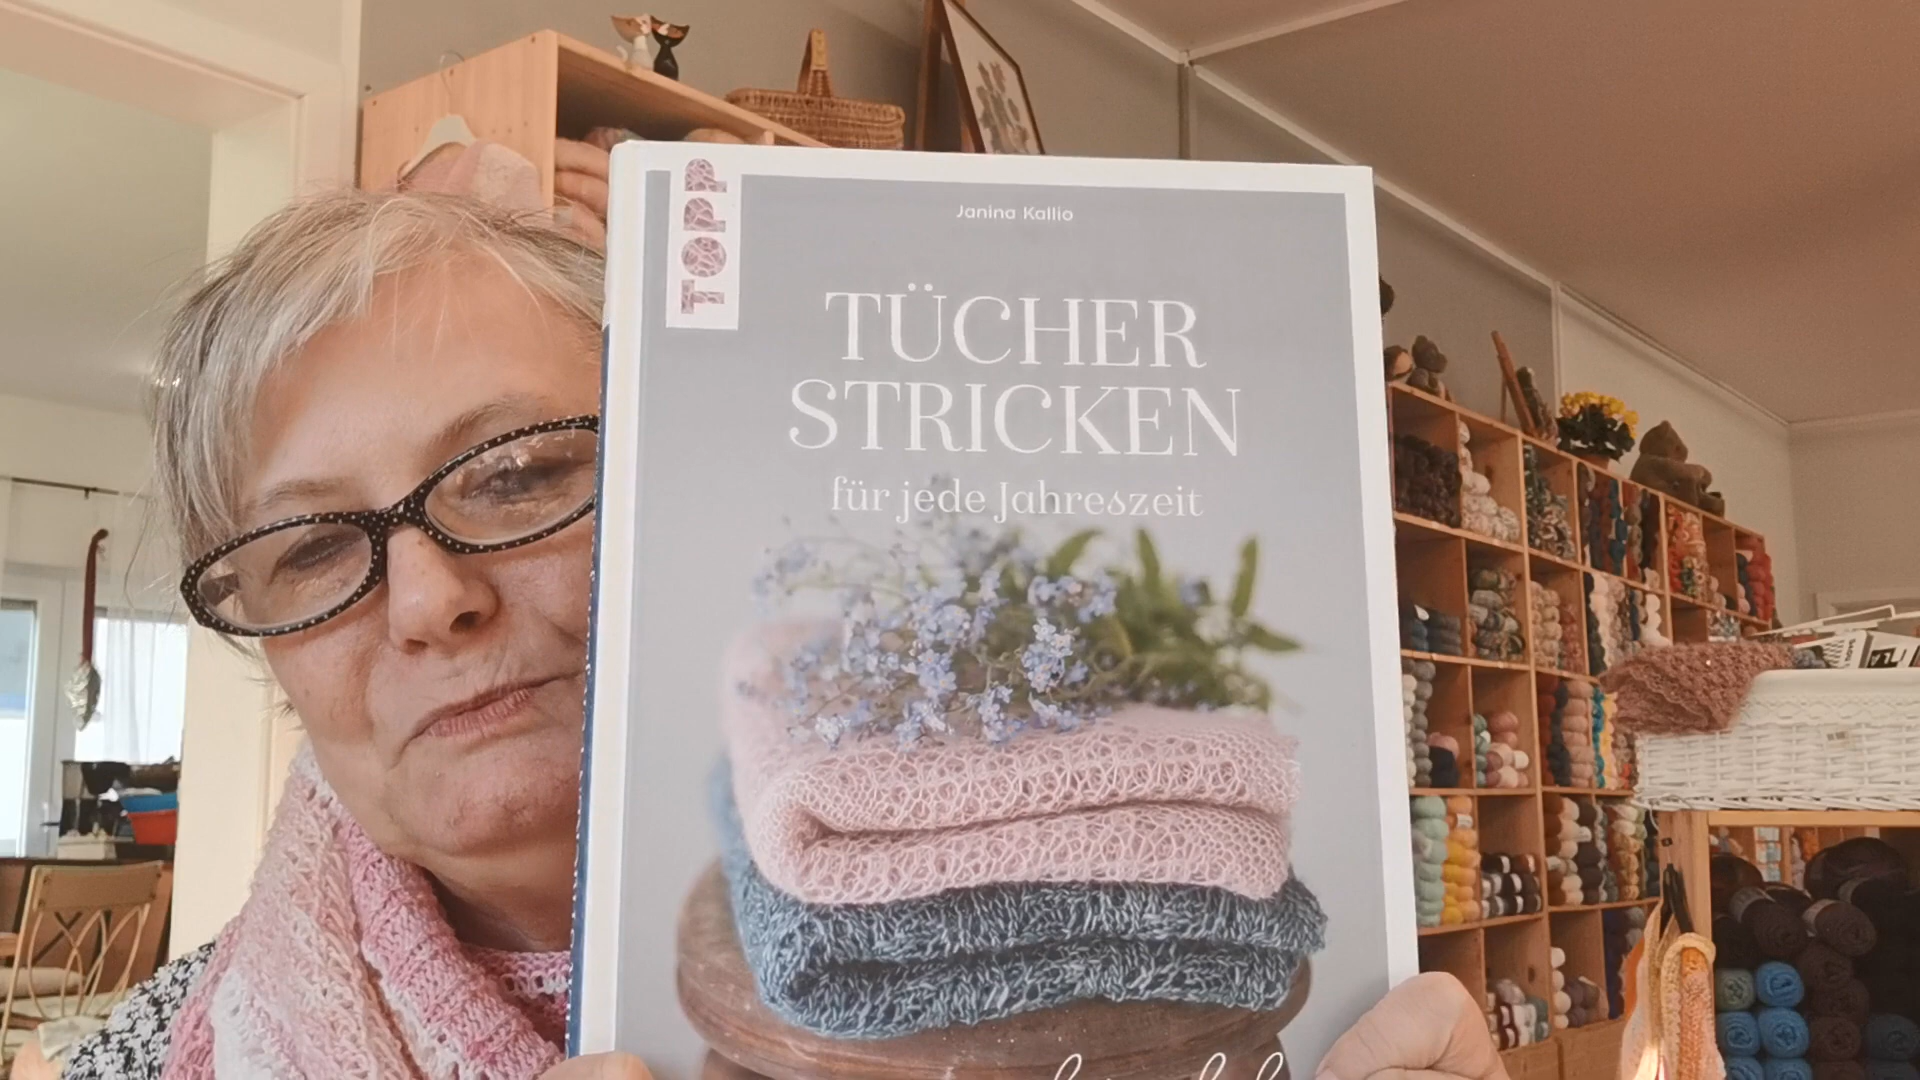 TOPP
Janina Kallio
TÜCHER
STRICKEN
für jede Jahreszeit